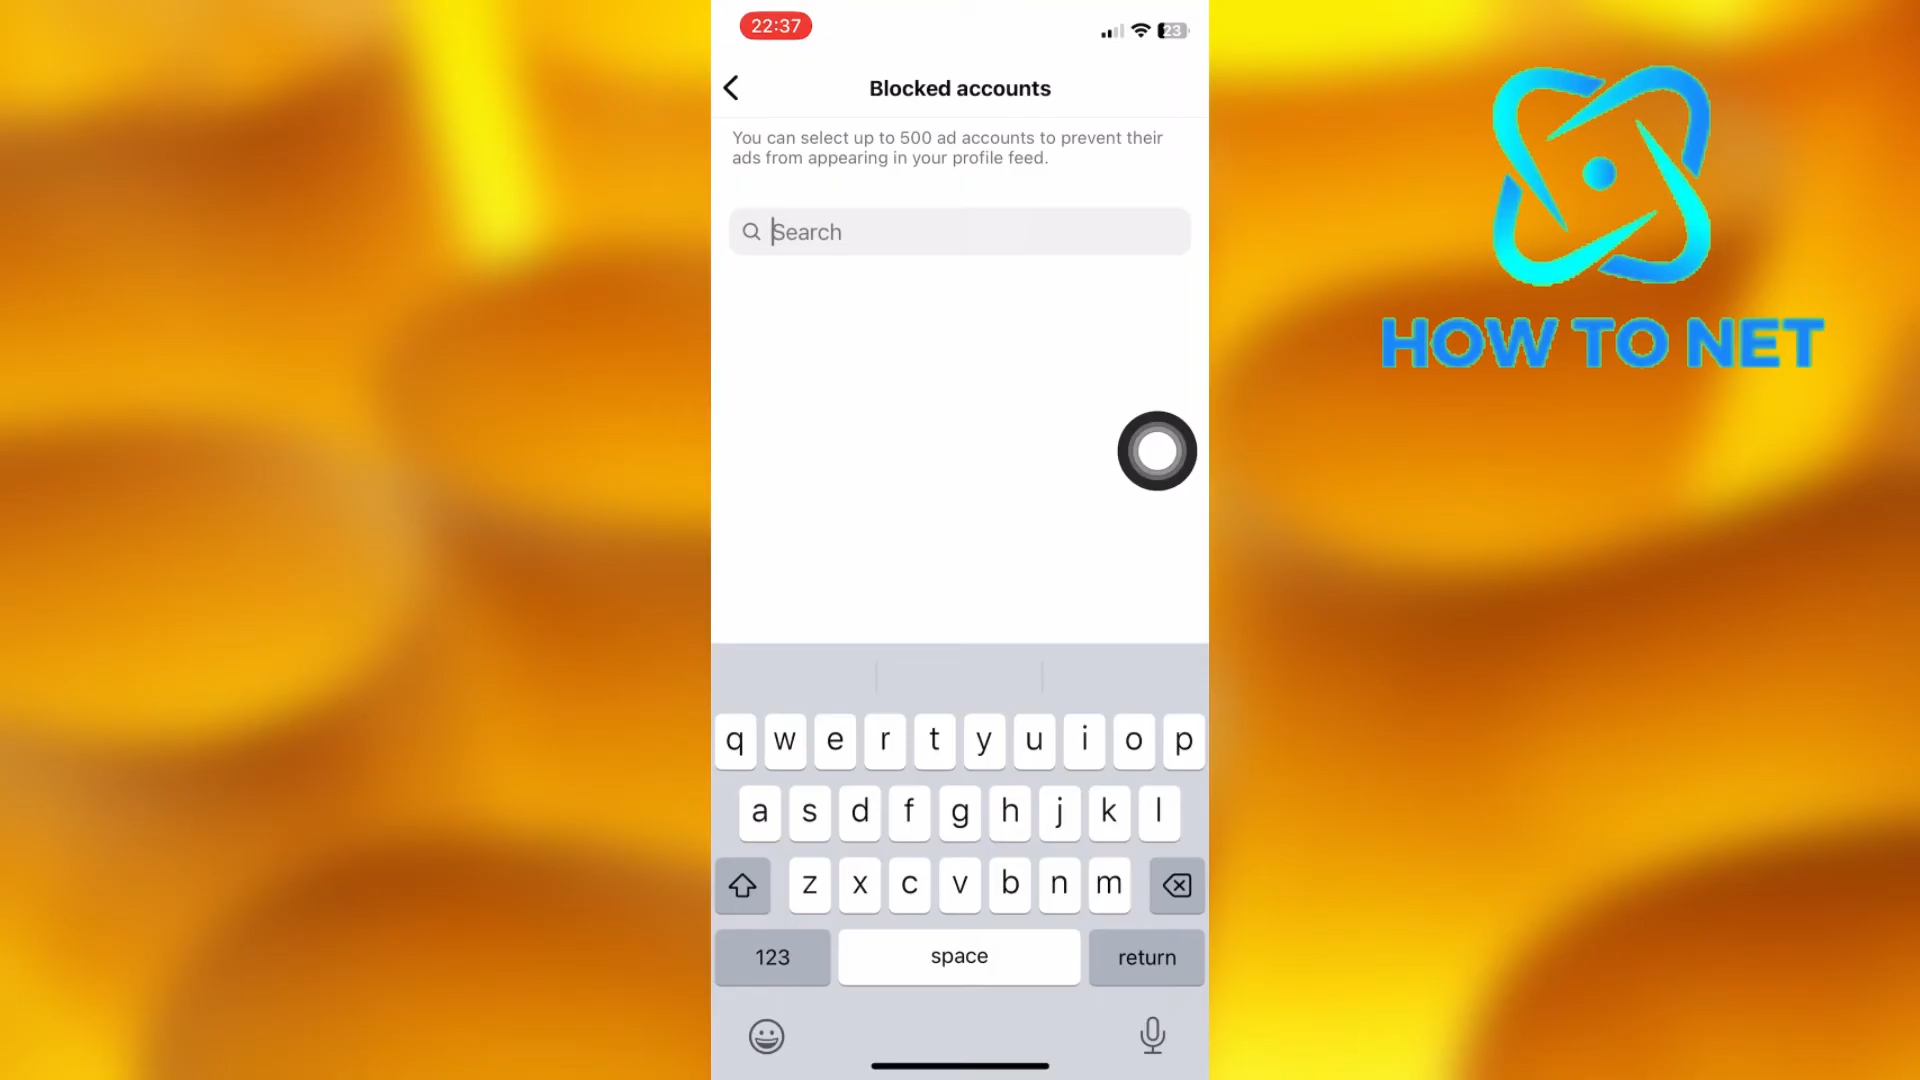 22:37
23
Blocked accounts
You can select up to 500 ad accounts to prevent their
ads from appearing in your profile feed.
Search
HOW TO NET
q w e r t y u i o p
a s d f g h j k l
z x c v b n m
123 space return